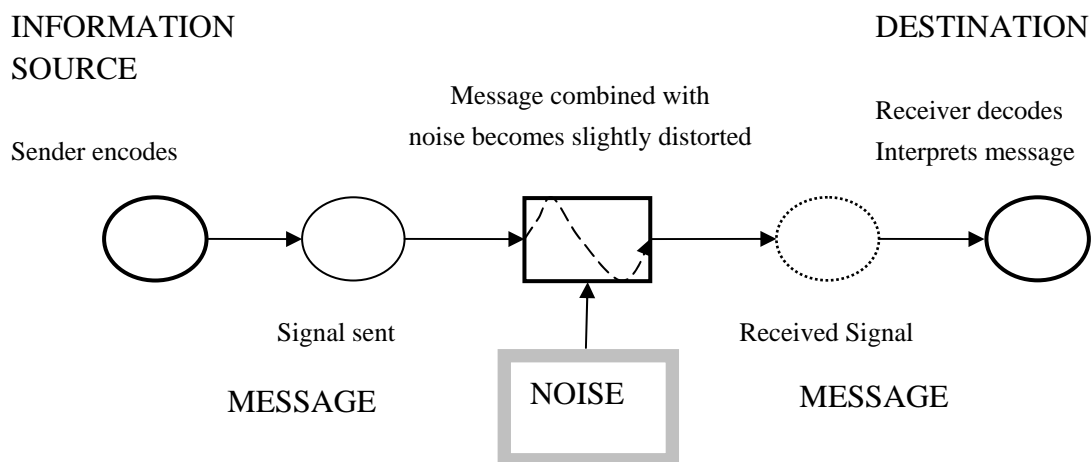 INFORMATION
SOURCE
DESTINATION
Message combined with
noise becomes slightly distorted
Sender encodes
Receiver decodes
Interprets message
Signal sent
Received Signal
MESSAGE
NOISE
MESSAGE